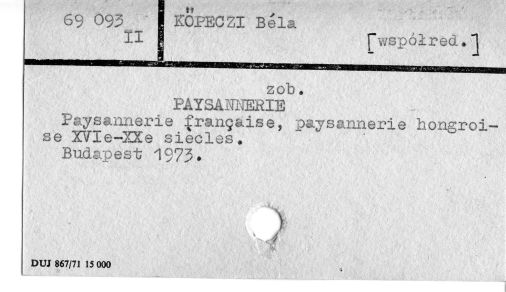 69 093
II
KÖPECZI Béla
[współred.]
zob.
PAYSANNERIE
Paysannerie française, paysannerie hongroi-
se XVIe-XXe siècles.
Budapest 1973.
DUJ 867/71 15 000